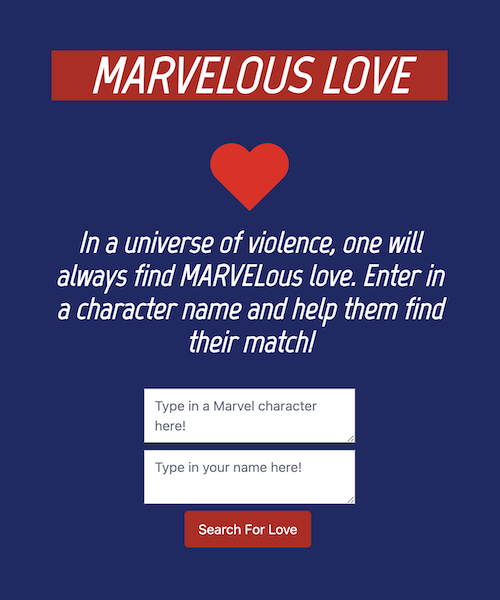 MARVELOUS LOVE
In a universe of violence, one will
always find MARVELous love. Enter in
a character name and help them find
their match!
Type in a Marvel character
here!
Type in your name here!
Search For Love